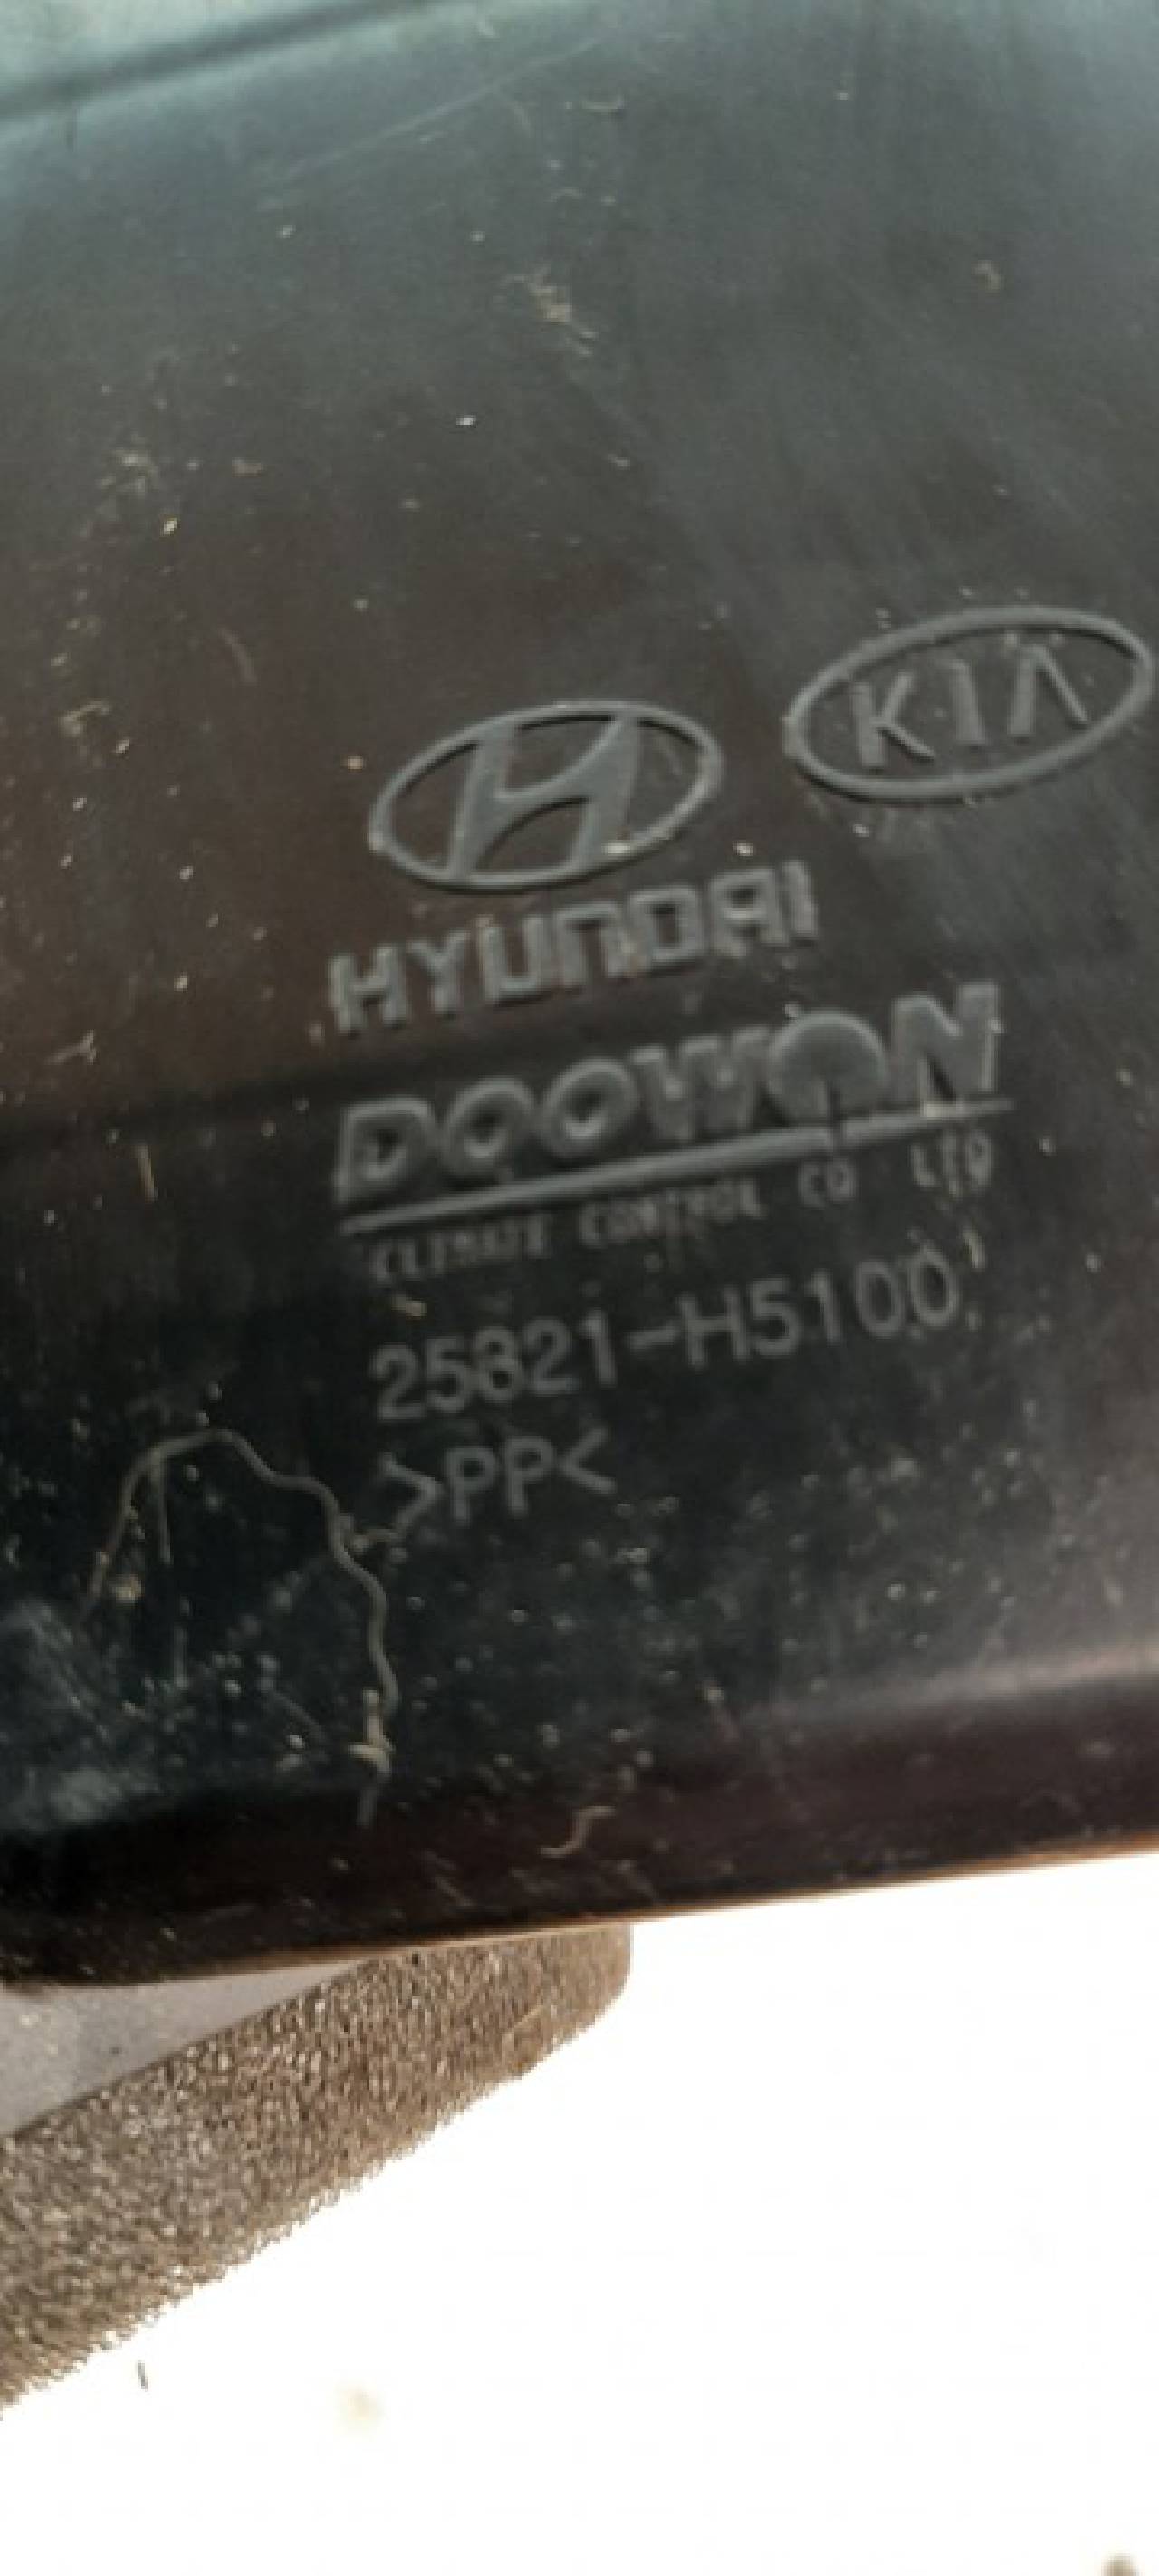 KIA
HYUNDAI
DOOWON
CLIMATE CONTROL CO LTD
25821-H5100
>PP<